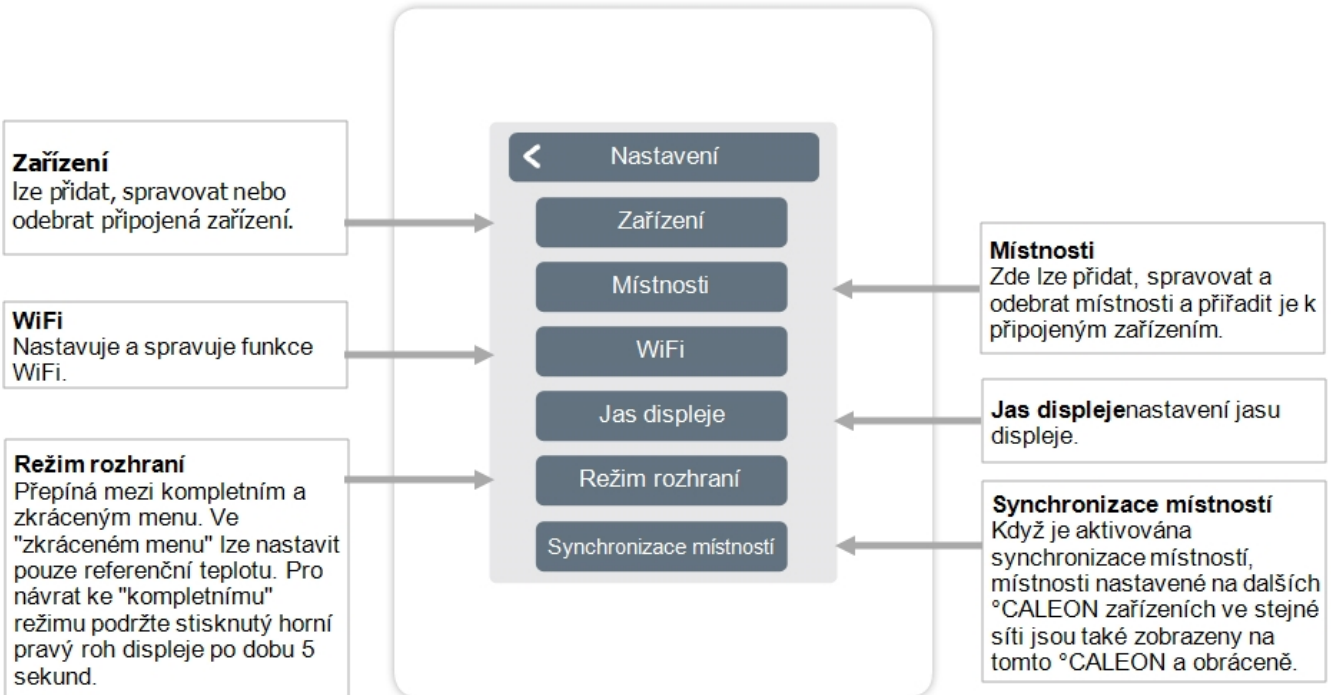 Zařízení
lze přidat, spravovat nebo
odebrat připojená zařízení.
WiFi
Nastavuje a spravuje funkce
WiFi.
Režim rozhraní
Přepíná mezi kompletním a
zkráceným menu. Ve
"zkráceném menu" lze nastavit
pouze referenční teplotu. Pro
návrat ke "kompletnímu"
režimu podržte stisknutý horní
pravý roh displeje po dobu 5
sekund.
Nastavení
Zařízení
Místnosti
WiFi
Jas displeje
Režim rozhraní
Synchronizace místností
Místnosti
Zde lze přidat, spravovat a
odebrat místnosti a přiřadit je k
připojeným zařízením.
Jas displejenastavení jasu
displeje.
Synchronizace místností
Když je aktivována
synchronizace místností,
místnosti nastavené na dalších
°CALEON zařízeních ve stejné
síti jsou také zobrazeny na
tomto °CALEON a obráceně.